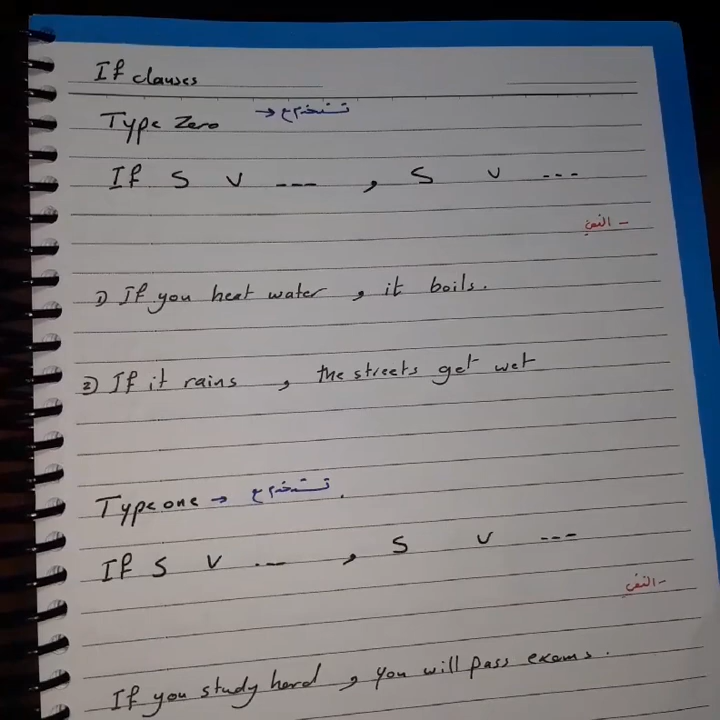 If clauses
Type Zero → تستخدم ع
If S V --- , S V ---
- النفي
1) If you heat water , it boils.
2) If it rains , the streets get wet
Type one → تستخدم ع .
If S V --- , S V ---
- النفي
If you study hard , you will pass exams .